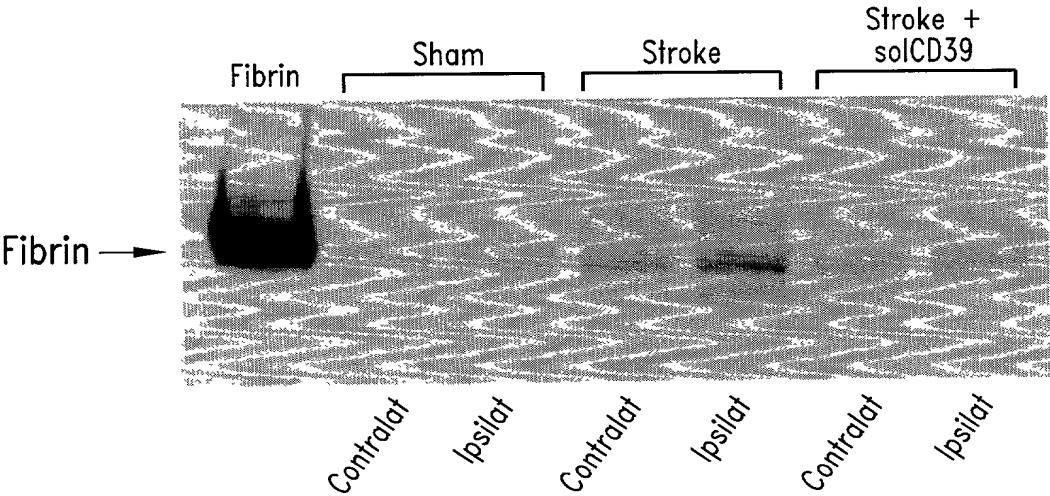 Stroke +
solCD39
Sham
Stroke
Fibrin
Fibrin
Contralat
Ipsilat
Contralat
Ipsilat
Contralat
Ipsilat